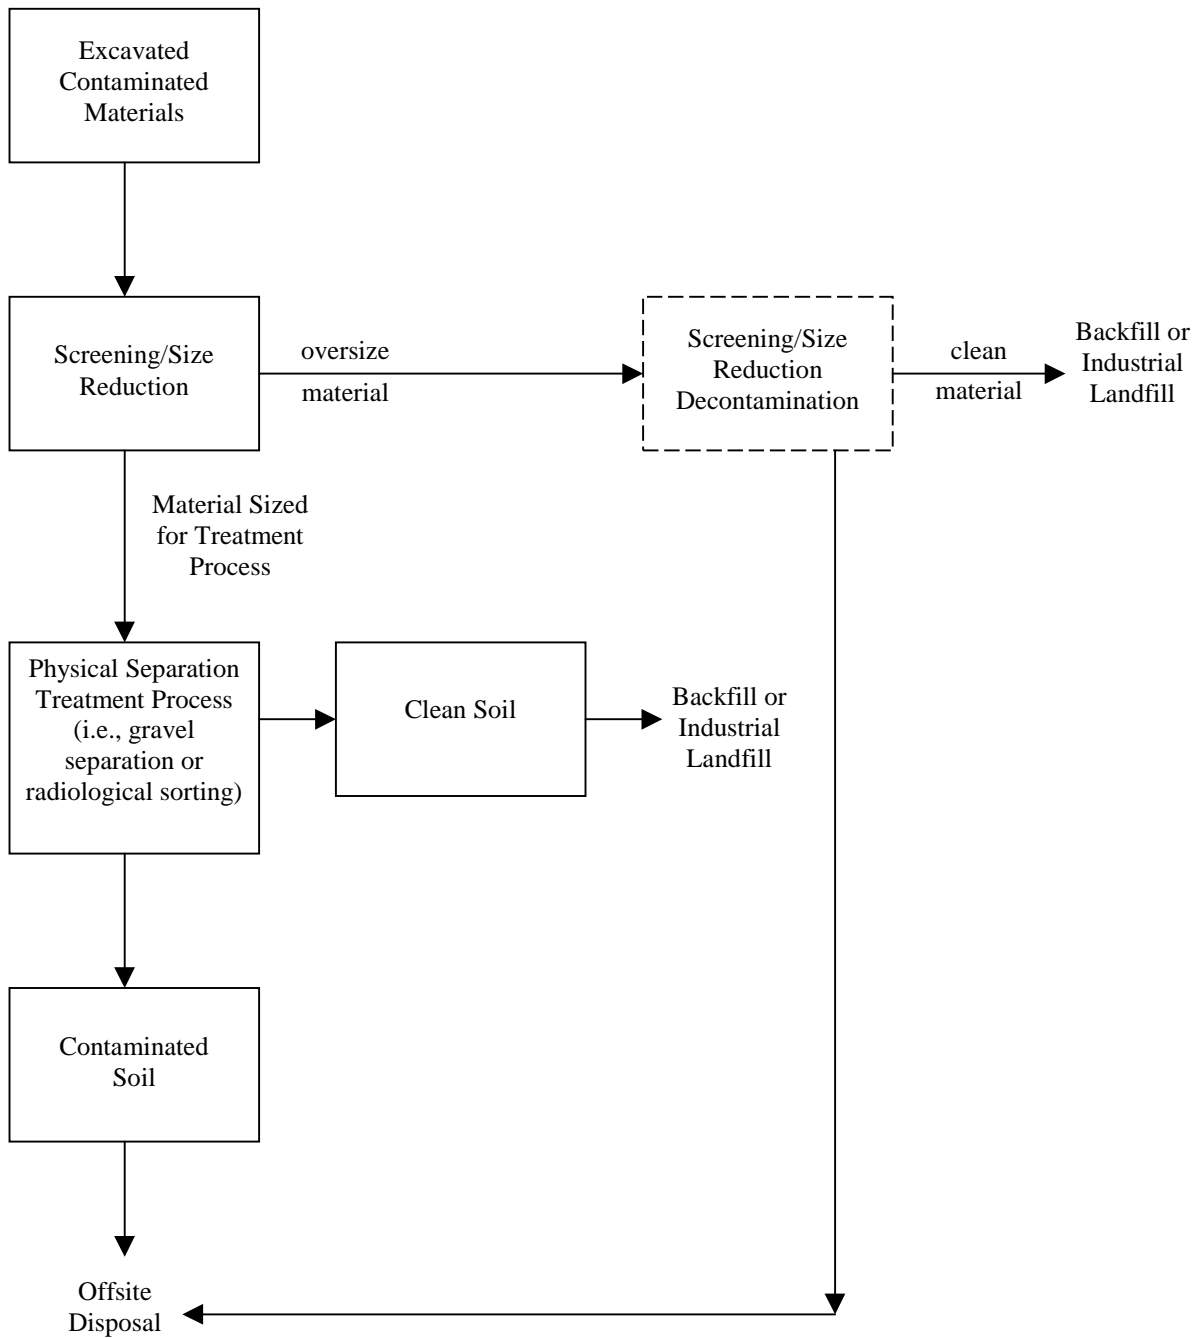 Excavated
Contaminated
Materials
Screening/Size
Reduction
oversize
material
Screening/Size
Reduction
Decontamination
clean
material
Backfill or
Industrial
Landfill
Material Sized
for Treatment
Process
Physical Separation
Treatment Process
(i.e., gravel
separation or
radiological sorting)
Clean Soil
Backfill or
Industrial
Landfill
Contaminated
Soil
Offsite
Disposal